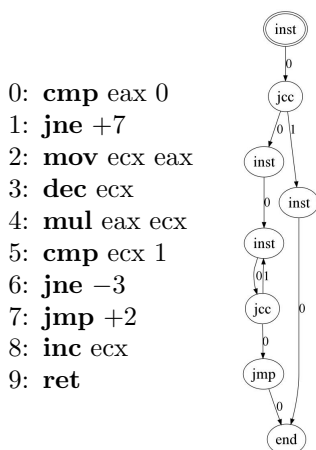 0: cmp eax 0
1: jne +7
2: mov ecx eax
3: dec ecx
4: mul eax ecx
5: cmp ecx 1
6: jne −3
7: jmp +2
8: inc ecx
9: ret
inst
0
jcc
0 1
inst
inst
0
inst
0 1
jcc
0
0
jmp
0
end